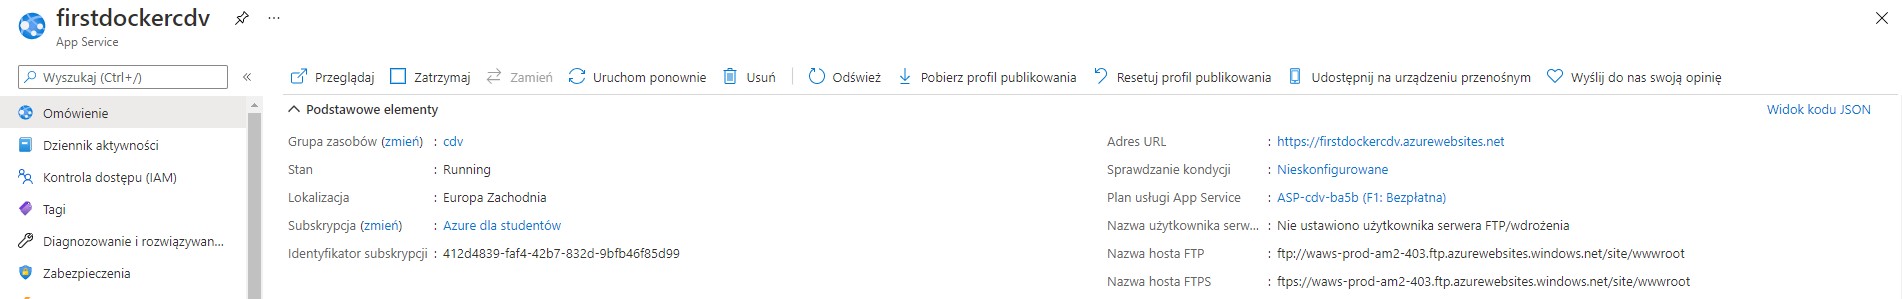 firstdockercdv
App Service
Wyszukaj (Ctrl+/)
Omówienie
Dziennik aktywności
Kontrola dostępu (IAM)
Tagi
Diagnozowanie i rozwiązywan...
Zabezpieczenia
Przeglądaj Zatrzymaj Zamień Uruchom ponownie Usuń Odśwież Pobierz profil publikowania Resetuj profil publikowania Udostępnij na urządzeniu przenośnym Wyślij do nas swoją opinię
Podstawowe elementy Widok kodu JSON
Grupa zasobów (zmień) : cdv
Stan : Running
Lokalizacja : Europa Zachodnia
Subskrypcja (zmień) : Azure dla studentów
Identyfikator subskrypcji : 412d4839-faf4-42b7-832d-9bfb46f85d99
Adres URL : https://firstdockercdv.azurewebsites.net
Sprawdzanie kondycji : Nieskonfigurowane
Plan usługi App Service : ASP-cdv-ba5b (F1: Bezpłatna)
Nazwa użytkownika serw... : Nie ustawiono użytkownika serwera FTP/wdrożenia
Nazwa hosta FTP : ftp://waws-prod-am2-403.ftp.azurewebsites.windows.net/site/wwwroot
Nazwa hosta FTPS : ftps://waws-prod-am2-403.ftp.azurewebsites.windows.net/site/wwwroot